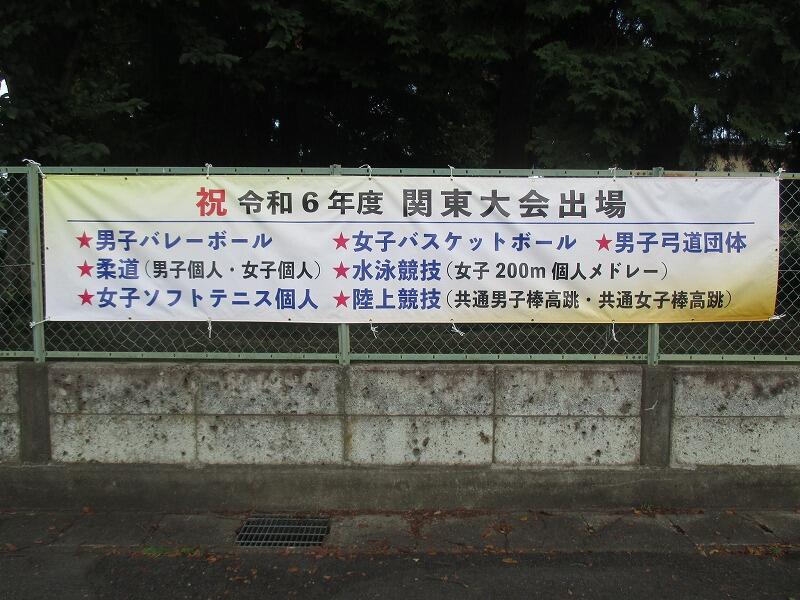 祝 令和6年度 関東大会出場
★男子バレーボール ★女子バスケットボール ★男子弓道団体
★柔道(男子個人・女子個人) ★水泳競技(女子200m個人メドレー)
★女子ソフトテニス個人 ★陸上競技(共通男子棒高跳・共通女子棒高跳)